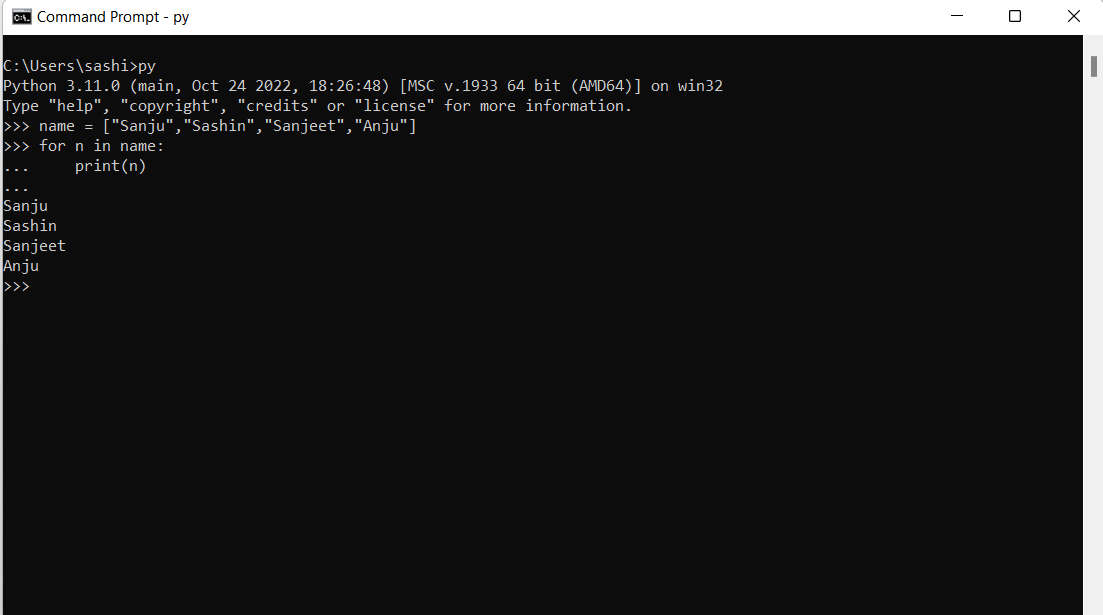 Command Prompt - py
C:\Users\sashi>py
Python 3.11.0 (main, Oct 24 2022, 18:26:48) [MSC v.1933 64 bit (AMD64)] on win32
Type "help", "copyright", "credits" or "license" for more information.
>>> name = ["Sanju","Sashin","Sanjeet","Anju"]
>>> for n in name:
...     print(n)
...
Sanju
Sashin
Sanjeet
Anju
>>>